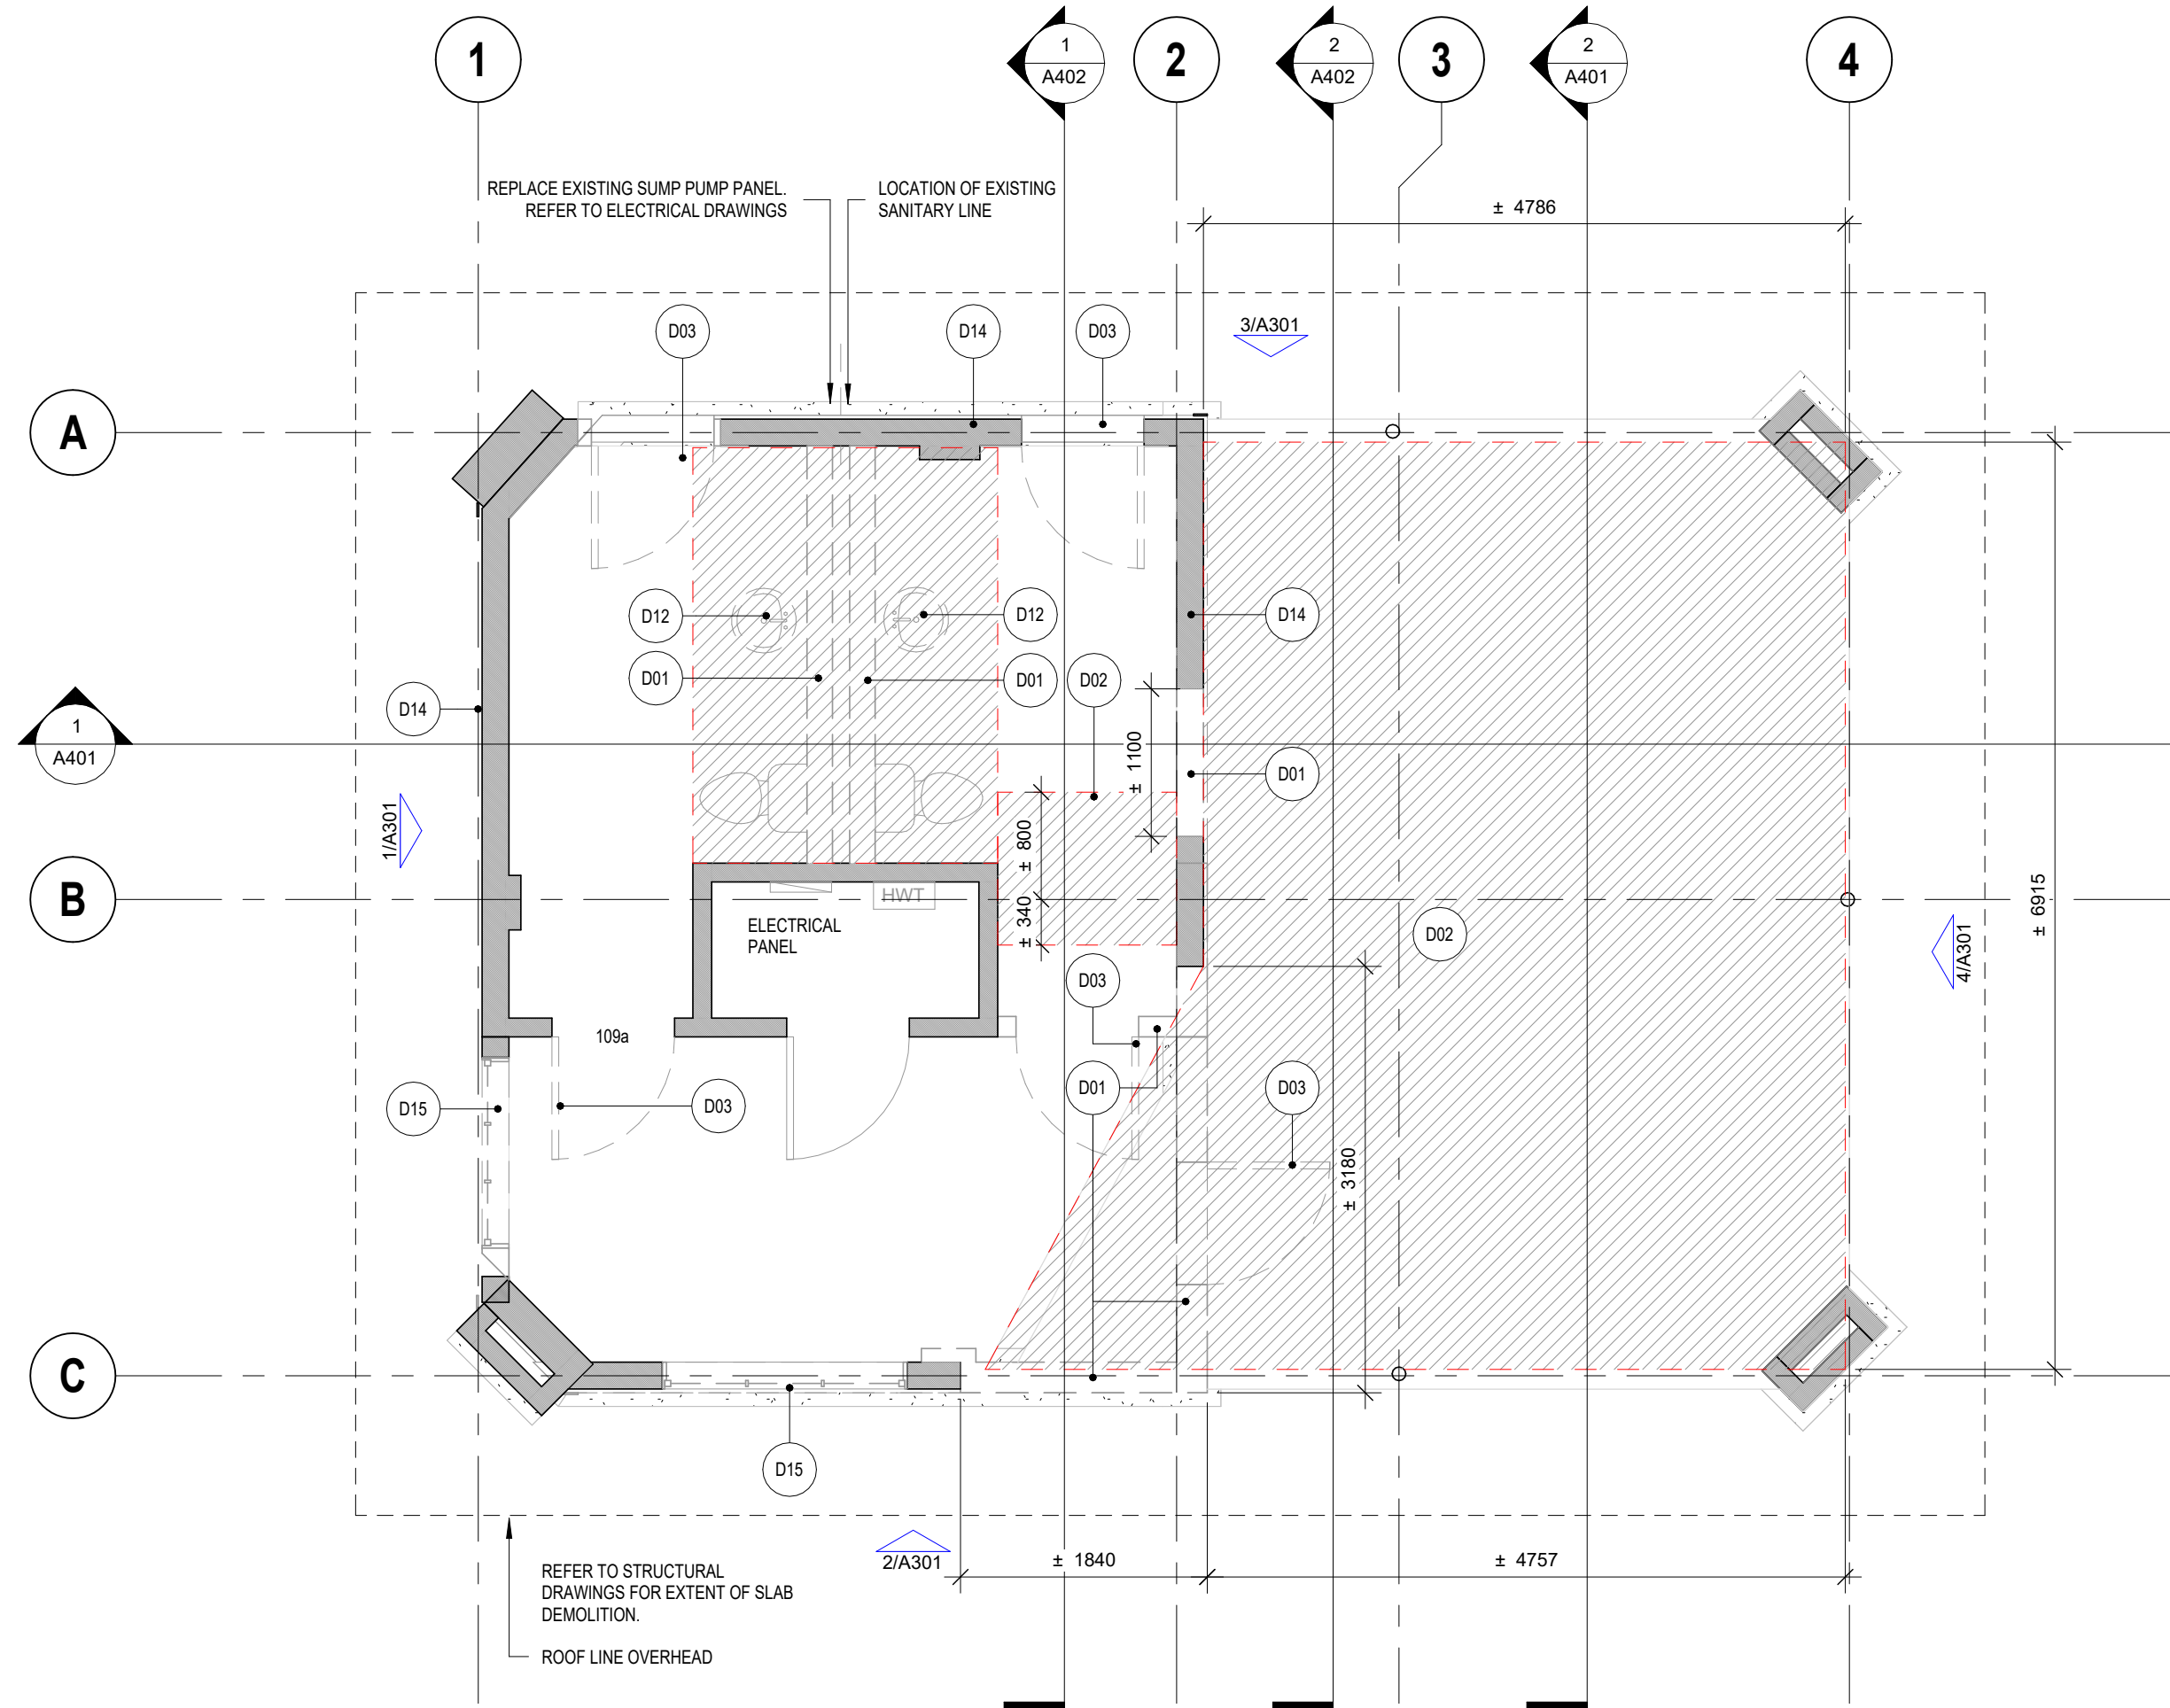 1
1
A402
2
2
A402
3
2
A401
4
REPLACE EXISTING SUMP PUMP PANEL.
REFER TO ELECTRICAL DRAWINGS
LOCATION OF EXISTING
SANITARY LINE
± 4786
D03
D14
D03
3/A301
A
D12
D12
D14
D01
D01
D02
D14
1
A401
± 1100
D01
1/A301
± 800
B
HWT
± 340
ELECTRICAL
PANEL
D02
± 6915
4/A301
D03
109a
D15
D03
D01
D03
± 3180
C
D15
2/A301
± 1840
± 4757
REFER TO STRUCTURAL
DRAWINGS FOR EXTENT OF SLAB
DEMOLITION.
ROOF LINE OVERHEAD